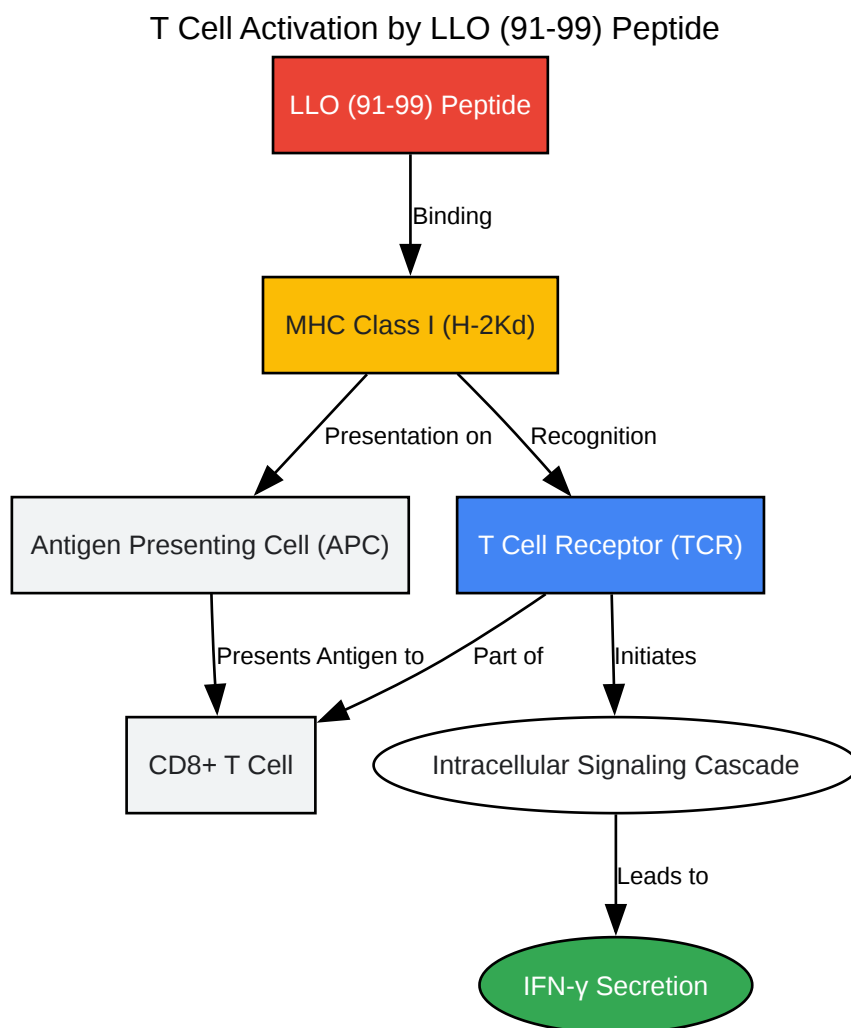 T Cell Activation by LLO (91-99) Peptide
LLO (91-99) Peptide
Binding
MHC Class I (H-2Kd)
Presentation on
Recognition
Antigen Presenting Cell (APC)
T Cell Receptor (TCR)
Presents Antigen to
Part of
Initiates
CD8+ T Cell
Intracellular Signaling Cascade
Leads to
IFN-γ Secretion